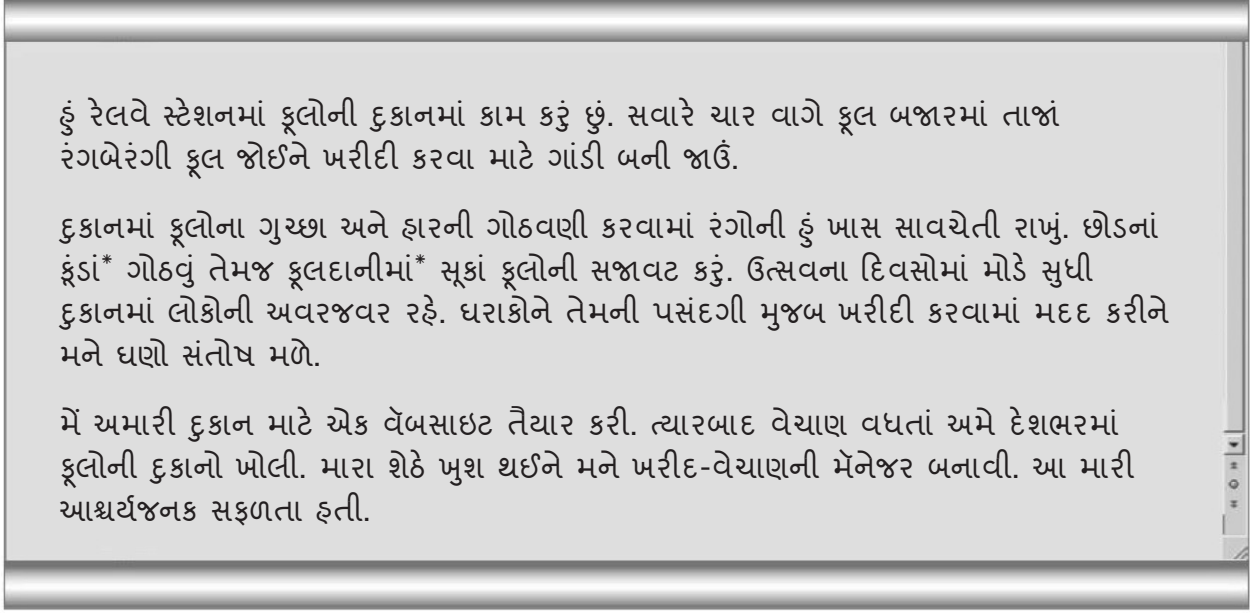 હું રેલવે સ્ટેશનમાં ફૂલોની દુકાનમાં કામ કરું છું. સવારે ચાર વાગે ફૂલ બજારમાં તાજાં
રંગબેરંગી ફૂલ જોઈને ખરીદી કરવા માટે ગાંડી બની જાઉં.
દુકાનમાં ફૂલોના ગુચ્છા અને હારની ગોઠવણી કરવામાં રંગોની હું ખાસ સાવચેતી રાખું. છોડનાં
કૂંડાં* ગોઠવું તેમજ ફૂલદાનીમાં* સૂકાં ફૂલોની સજાવટ કરું. ઉત્સવના દિવસોમાં મોડે સુધી
દુકાનમાં લોકોની અવરજવર રહે. ઘરાકોને તેમની પસંદગી મુજબ ખરીદી કરવામાં મદદ કરીને
મને ઘણો સંતોષ મળે.
મેં અમારી દુકાન માટે એક વૅબસાઇટ તૈયાર કરી. ત્યારબાદ વેચાણ વધતાં અમે દેશભરમાં
ફૂલોની દુકાનો ખોલી. મારા શેઠે ખુશ થઈને મને ખરીદ-વેચાણની મૅનેજર બનાવી. આ મારી
આશ્ચર્યજનક સફળતા હતી.